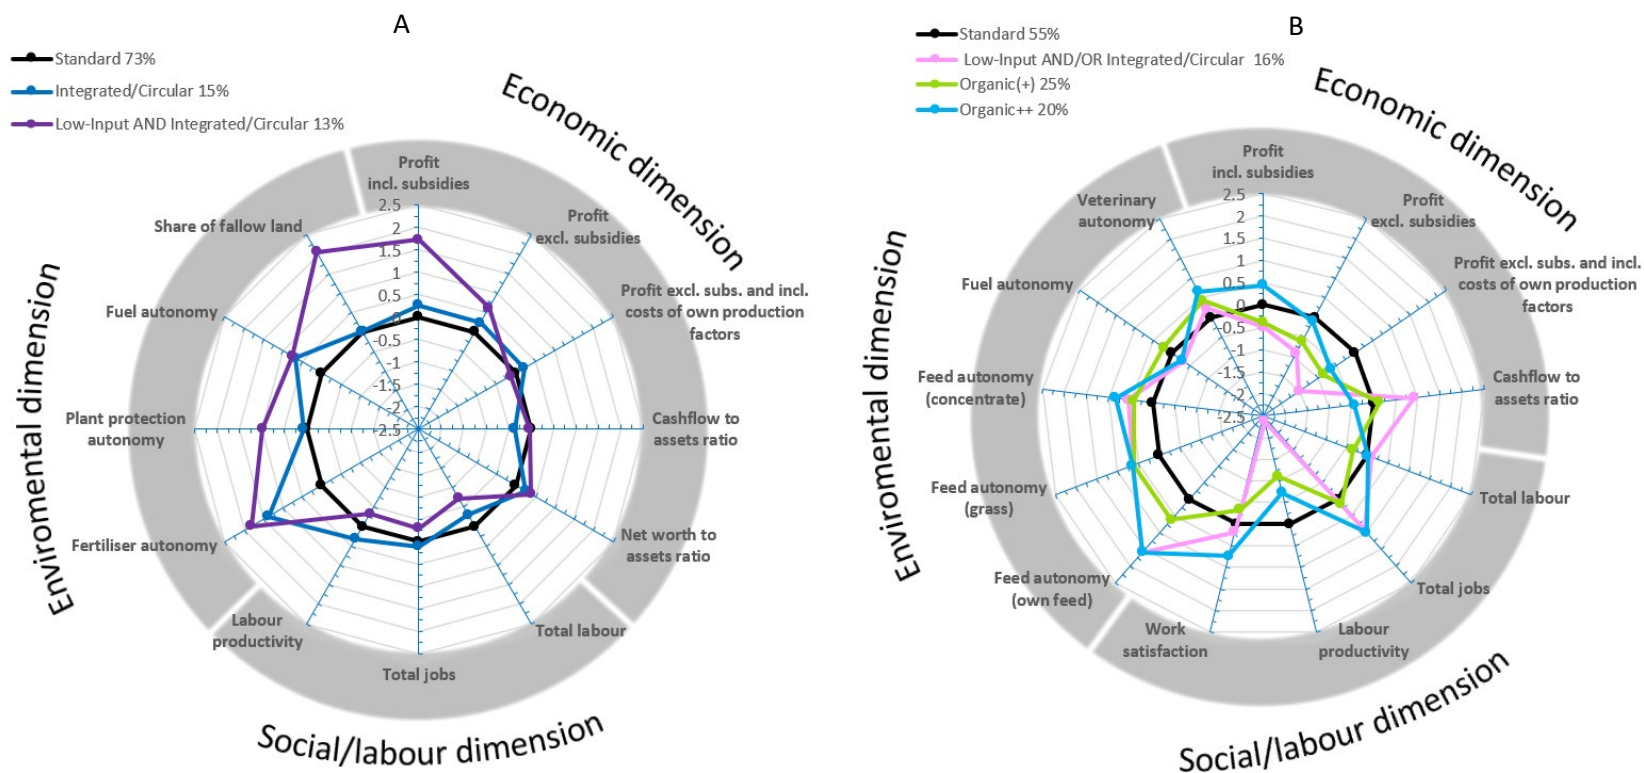 A
Standard 73%
Integrated/Circular 15%
Low-Input AND Integrated/Circular 13%
Economic dimension
Profit
incl. subsidies
Profit
excl. subsidies
Profit excl. subs. and incl.
costs of own production
factors
Cashflow to
assets ratio
Net worth to
assets ratio
Total labour
Total jobs
Labour
productivity
Fertiliser autonomy
Plant protection
autonomy
Fuel autonomy
Share of fallow land
2.5
2
1.5
1
0.5
0
-0.5
-1
-1.5
-2
-2.5
Enviromental dimension
Social/labour dimension
B
Standard 55%
Low-Input AND/OR Integrated/Circular 16%
Organic(+) 25%
Organic++ 20%
Economic dimension
Profit
incl. subsidies
Profit
excl. subsidies
Profit excl. subs. and incl.
costs of own production
factors
Cashflow to
assets ratio
Total labour
Total jobs
Labour
productivity
Work
satisfaction
Feed autonomy
(own feed)
Feed autonomy
(grass)
Feed autonomy
(concentrate)
Fuel autonomy
Veterinary
autonomy
2.5
2
1.5
1
0.5
0
-0.5
-1
-1.5
-2
-2.5
Enviromental dimension
Social/labour dimension